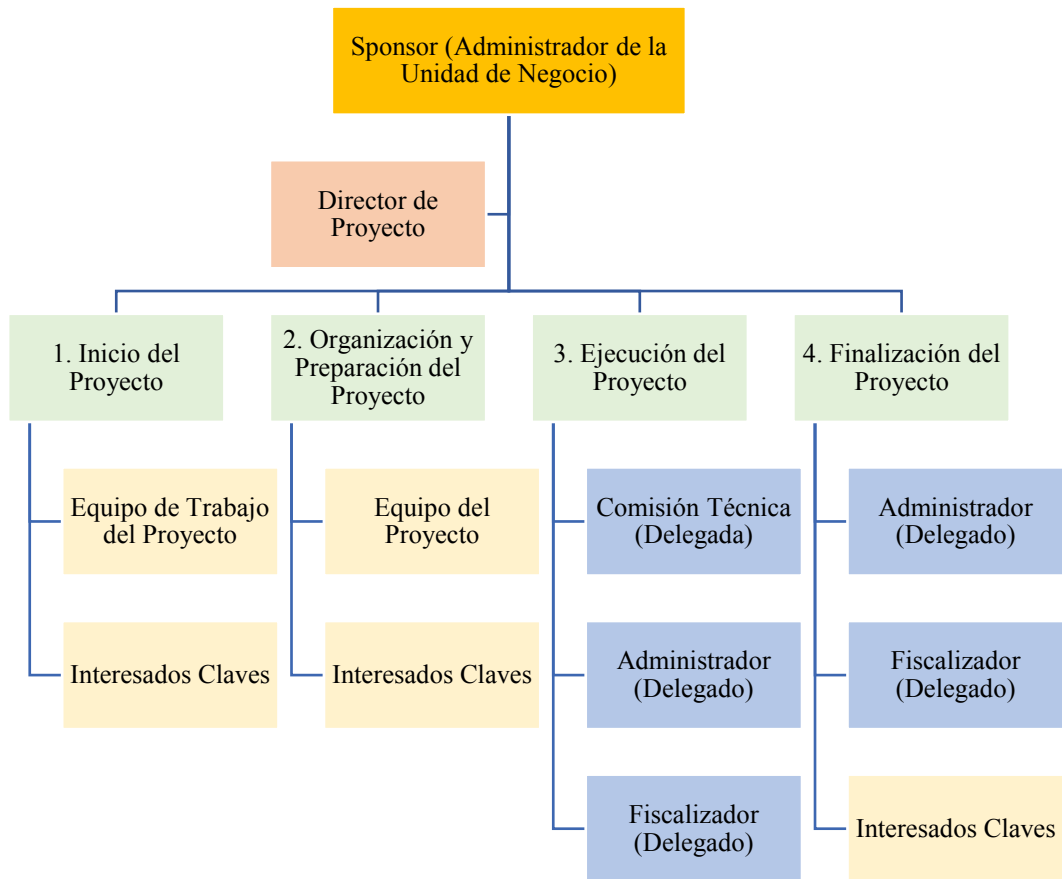 Sponsor (Administrador de la
Unidad de Negocio)
Director de
Proyecto
1. Inicio del
Proyecto
2. Organización y
Preparación del
Proyecto
3. Ejecución del
Proyecto
4. Finalización del
Proyecto
Equipo de Trabajo
del Proyecto
Equipo del
Proyecto
Comisión Técnica
(Delegada)
Administrador
(Delegado)
Interesados Claves
Interesados Claves
Administrador
(Delegado)
Fiscalizador
(Delegado)
Fiscalizador
(Delegado)
Interesados Claves